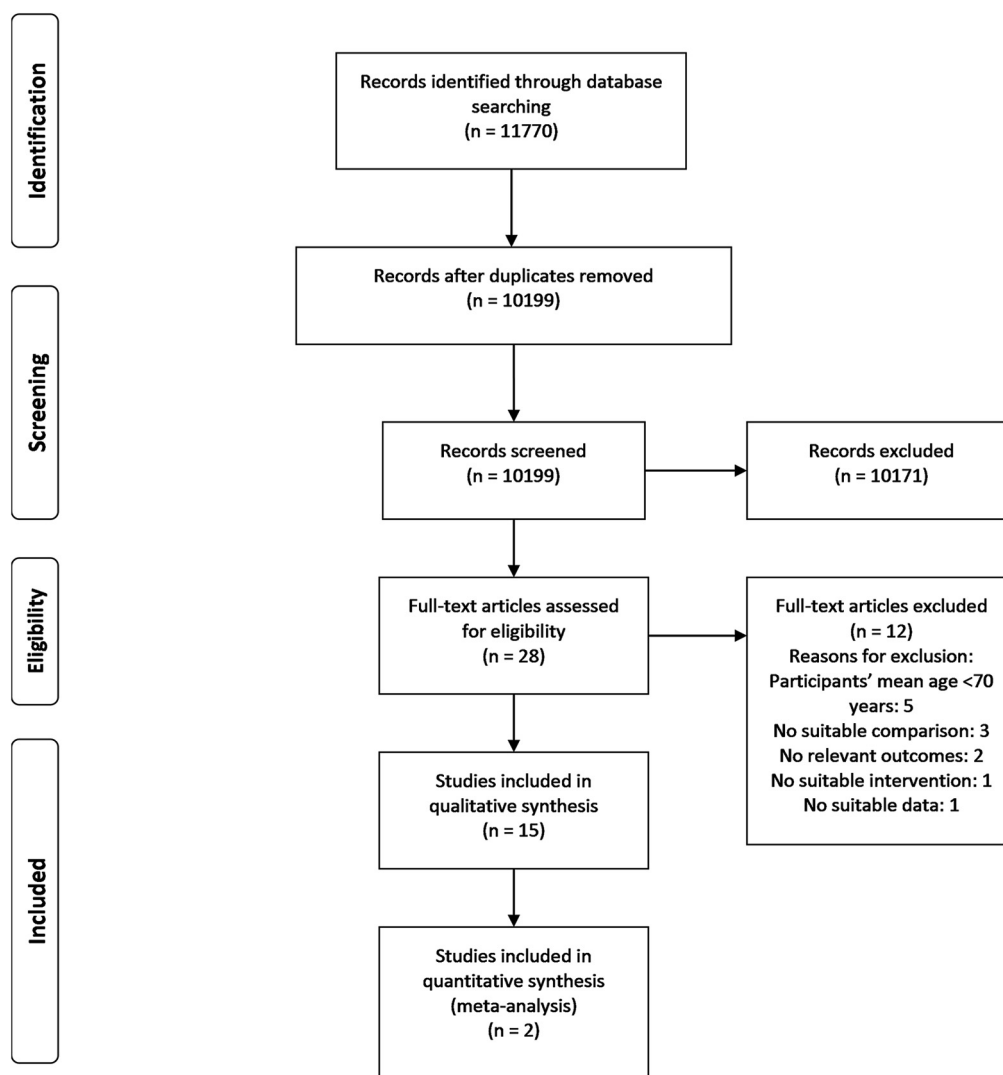 Identification
Records identified through database
searching
(n = 11770)
Records after duplicates removed
(n = 10199)
Screening
Records screened
(n = 10199)
Records excluded
(n = 10171)
Eligibility
Full-text articles assessed
for eligibility
(n = 28)
Full-text articles excluded
(n = 12)
Reasons for exclusion:
Participants’ mean age <70
years: 5
No suitable comparison: 3
No relevant outcomes: 2
No suitable intervention: 1
No suitable data: 1
Included
Studies included in
qualitative synthesis
(n = 15)
Studies included in
quantitative synthesis
(meta-analysis)
(n = 2)